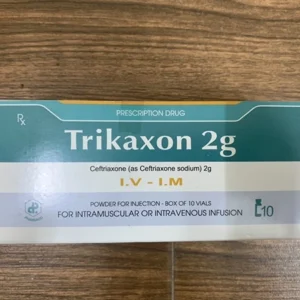 Rx
PRESCRIPTION DRUG
Trikaxon 2g
Ceftriaxone (as Ceftriaxone sodium) 2g
I.V - I.M
POWDER FOR INJECTION - BOX OF 10 VIALS
FOR INTRAMUSCULAR OR INTRAVENOUS INFUSION
10